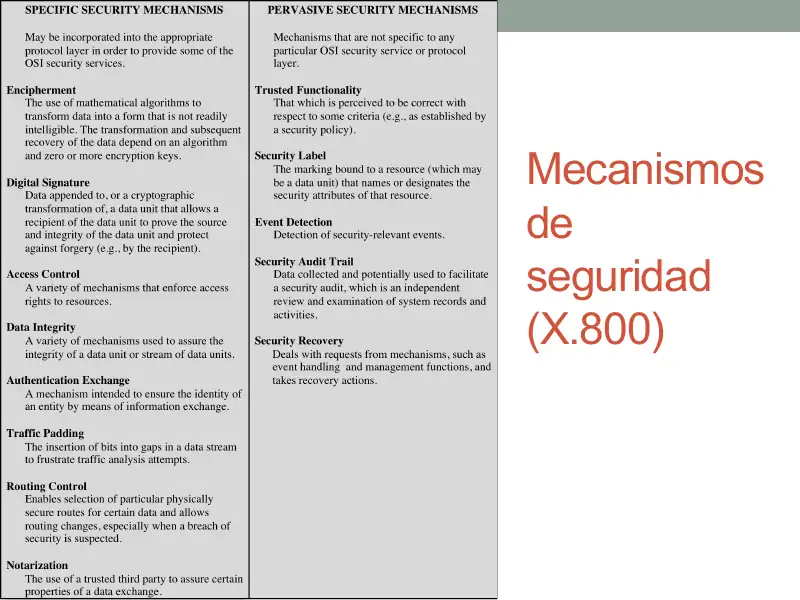 SPECIFIC SECURITY MECHANISMS
May be incorporated into the appropriate
protocol layer in order to provide some of the
OSI security services.
Encipherment
The use of mathematical algorithms to
transform data into a form that is not readily
intelligible. The transformation and subsequent
recovery of the data depend on an algorithm
and zero or more encryption keys.
Digital Signature
Data appended to, or a cryptographic
transformation of, a data unit that allows a
recipient of the data unit to prove the source
and integrity of the data unit and protect
against forgery (e.g., by the recipient).
Access Control
A variety of mechanisms that enforce access
rights to resources.
Data Integrity
A variety of mechanisms used to assure the
integrity of a data unit or stream of data units.
Authentication Exchange
A mechanism intended to ensure the identity of
an entity by means of information exchange.
Traffic Padding
The insertion of bits into gaps in a data stream
to frustrate traffic analysis attempts.
Routing Control
Enables selection of particular physically
secure routes for certain data and allows
routing changes, especially when a breach of
security is suspected.
Notarization
The use of a trusted third party to assure certain
properties of a data exchange.
PERVASIVE SECURITY MECHANISMS
Mechanisms that are not specific to any
particular OSI security service or protocol
layer.
Trusted Functionality
That which is perceived to be correct with
respect to some criteria (e.g., as established by
a security policy).
Security Label
The marking bound to a resource (which may
be a data unit) that names or designates the
security attributes of that resource.
Event Detection
Detection of security-relevant events.
Security Audit Trail
Data collected and potentially used to facilitate
a security audit, which is an independent
review and examination of system records and
activities.
Security Recovery
Deals with requests from mechanisms, such as
event handling and management functions, and
takes recovery actions.
Mecanismos
de
seguridad
(X.800)